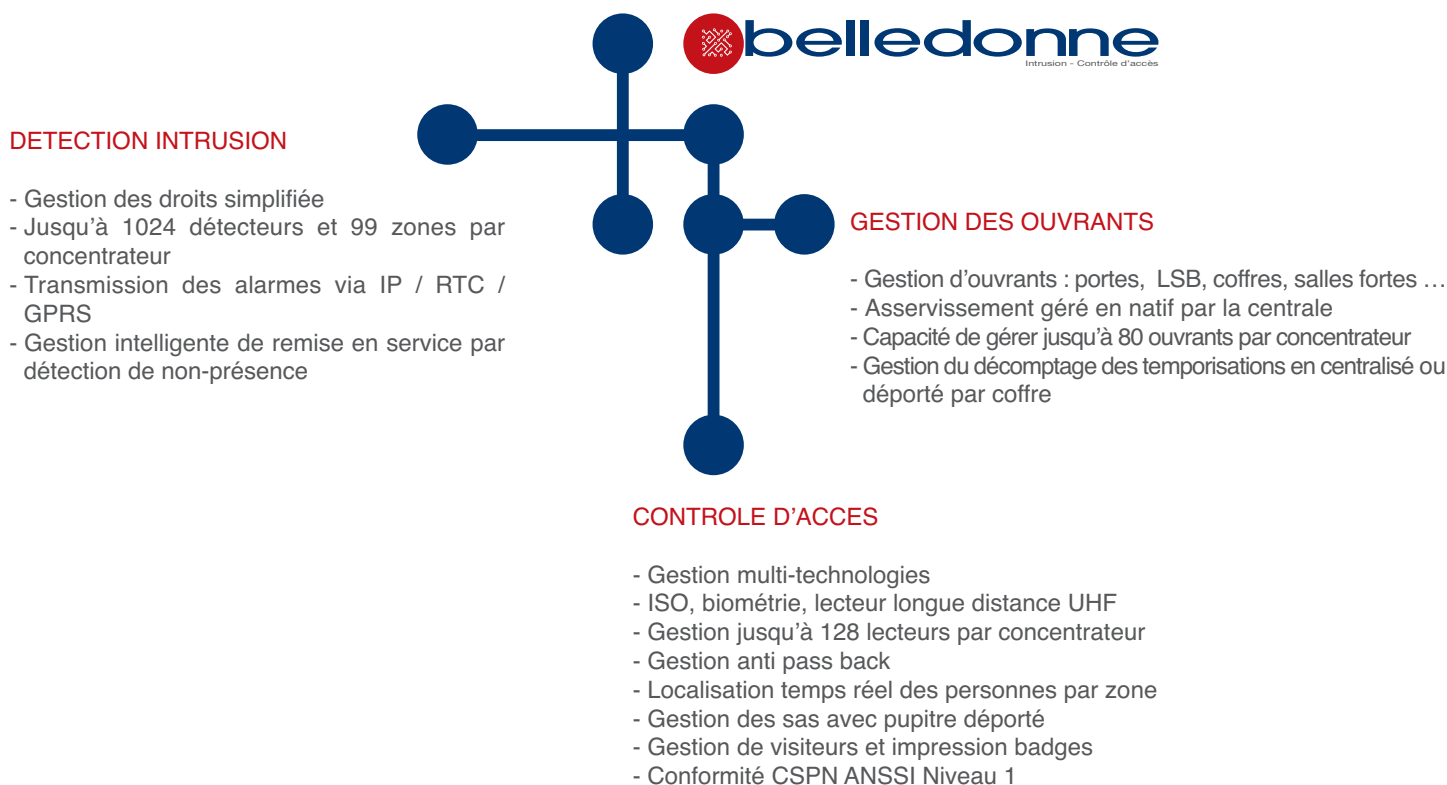 belledonne
Intrusion - Contrôle d'accès
DETECTION INTRUSION
- Gestion des droits simplifiée
- Jusqu'à 1024 détecteurs et 99 zones par
concentrateur
- Transmission des alarmes via IP / RTC /
GPRS
- Gestion intelligente de remise en service par
détection de non-présence
GESTION DES OUVRANTS
- Gestion d'ouvrants : portes, LSB, coffres, salles fortes …
- Asservissement géré en natif par la centrale
- Capacité de gérer jusqu'à 80 ouvrants par concentrateur
- Gestion du décomptage des temporisations en centralisé ou
déporté par coffre
CONTROLE D'ACCES
- Gestion multi-technologies
- ISO, biométrie, lecteur longue distance UHF
- Gestion jusqu'à 128 lecteurs par concentrateur
- Gestion anti pass back
- Localisation temps réel des personnes par zone
- Gestion des sas avec pupitre déporté
- Gestion de visiteurs et impression badges
- Conformité CSPN ANSSI Niveau 1